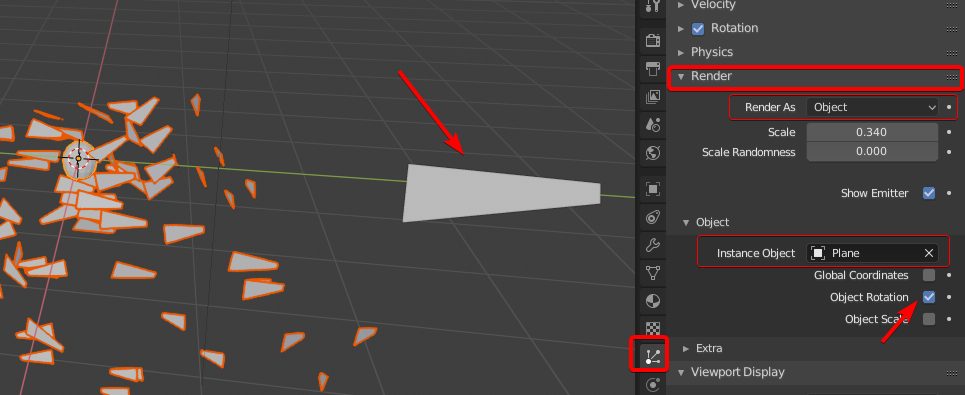 Velocity
Rotation
Physics
Render
Render As Object
Scale 0.340
Scale Randomness 0.000
Show Emitter
Object
Instance Object Plane
Global Coordinates
Object Rotation
Object Scale
Extra
Viewport Display